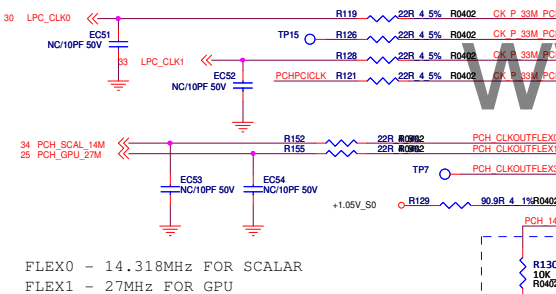 30 LPC_CLK0 R119 22R 4 5% R0402 CK_P_33M_PC
EC51
NC/10PF 50V
TP15 R126 22R 4 5% R0402 CK_P_33M_PC
33 LPC_CLK1 R128 22R 4 5% R0402 CK_P_33M_PC
EC52
NC/10PF 50V
PCHPCICLK R121 22R 4 5% R0402 CK_P_33M_PC
34 PCH_SCAL_14M R152 22R PCH_CLKOUTFLEX0
25 PCH_GPU_27M R155 22R PCH_CLKOUTFLEX1
EC53
NC/10PF 50V
EC54
NC/10PF 50V
TP7 PCH_CLKOUTFLEX3
+1.05V_S0 R129 90.9R 4 1% R0402
PCH_14
R130
10K
R0402
FLEX0 - 14.318MHz FOR SCALAR
FLEX1 - 27MHz FOR GPU